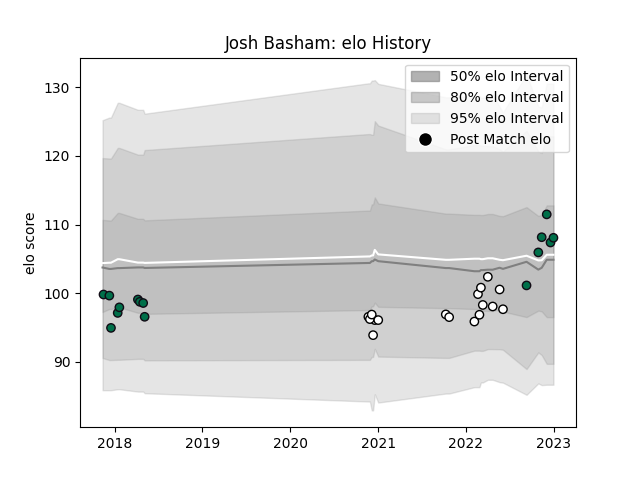 Josh Basham: elo History
50% elo Interval
80% elo Interval
95% elo Interval
Post Match elo
elo score
130
120
110
100
90
2018 2019 2020 2021 2022 2023